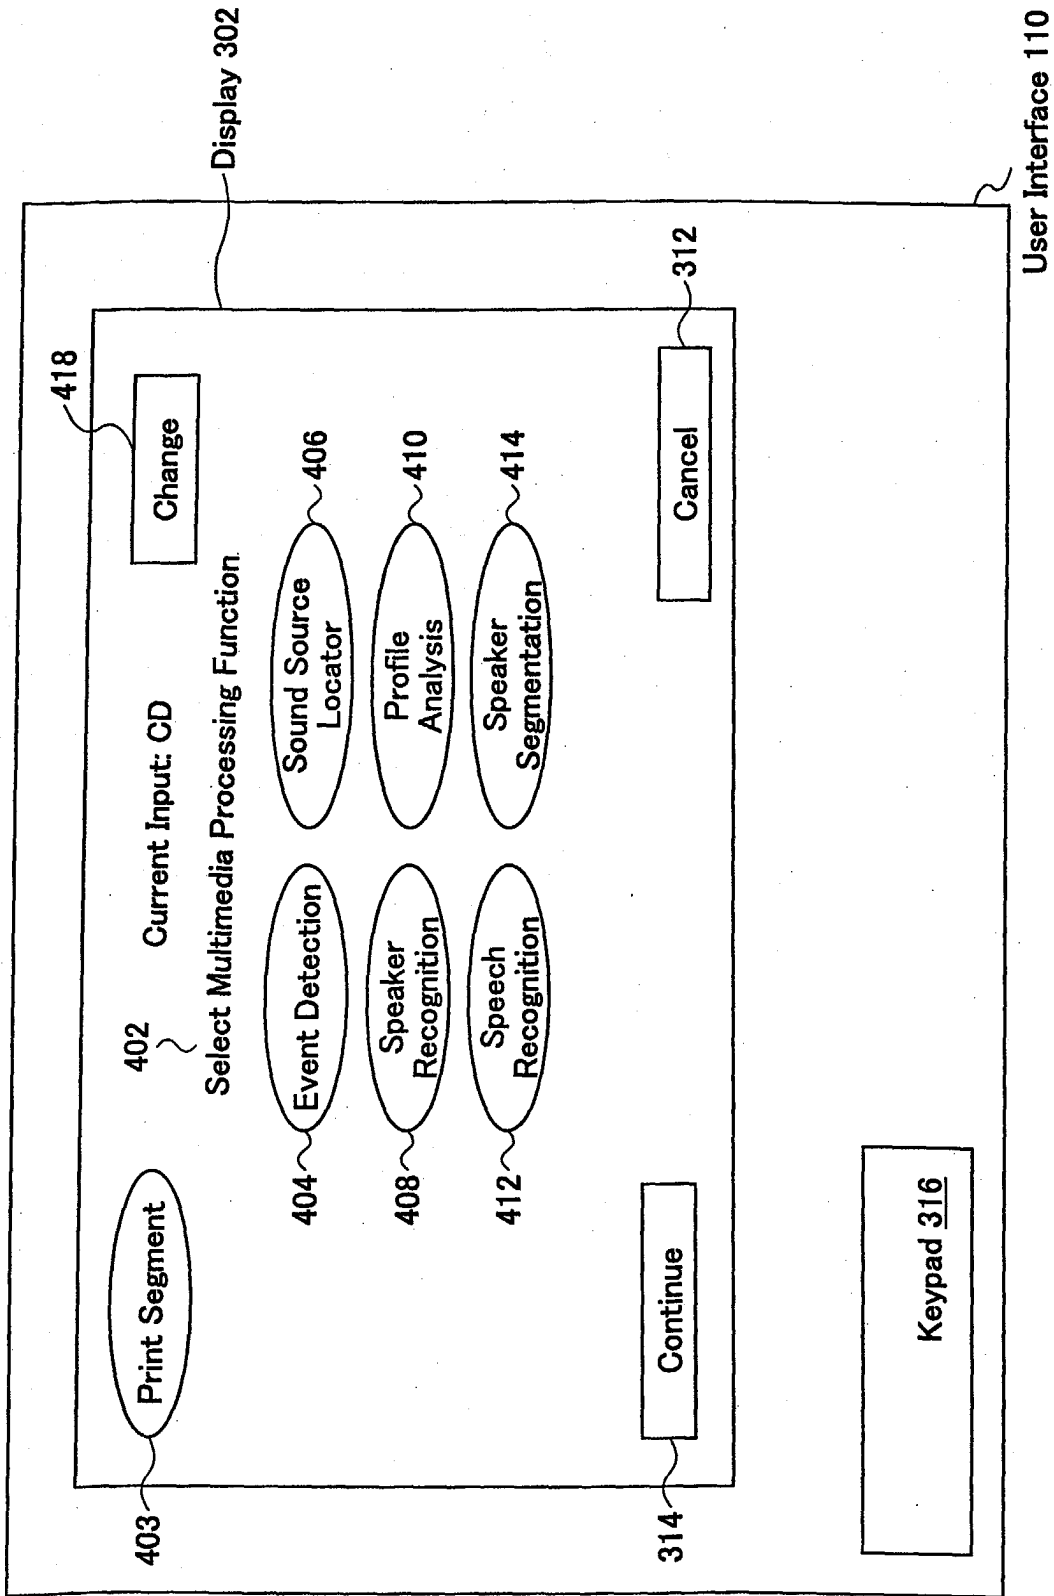 Display 302
User Interface 110
418
403
Print Segment
Current Input: CD
Change
402
Select Multimedia Processing Function
404
Event Detection
Sound Source
Locator
406
408
Speaker
Recognition
Profile
Analysis
410
412
Speech
Recognition
Speaker
Segmentation
414
314
Continue
Cancel
312
Keypad 316